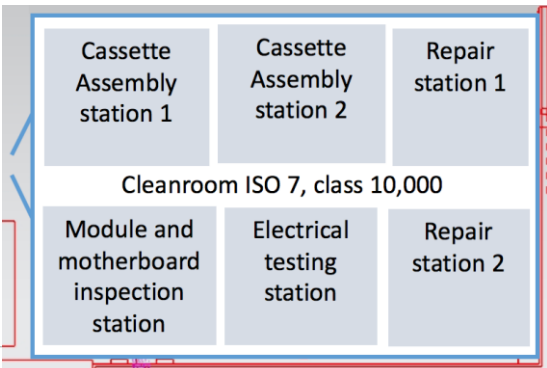 Cassette
Assembly
station 1
Cassette
Assembly
station 2
Repair
station 1
Cleanroom ISO 7, class 10,000
Module and
motherboard
inspection
station
Electrical
testing
station
Repair
station 2